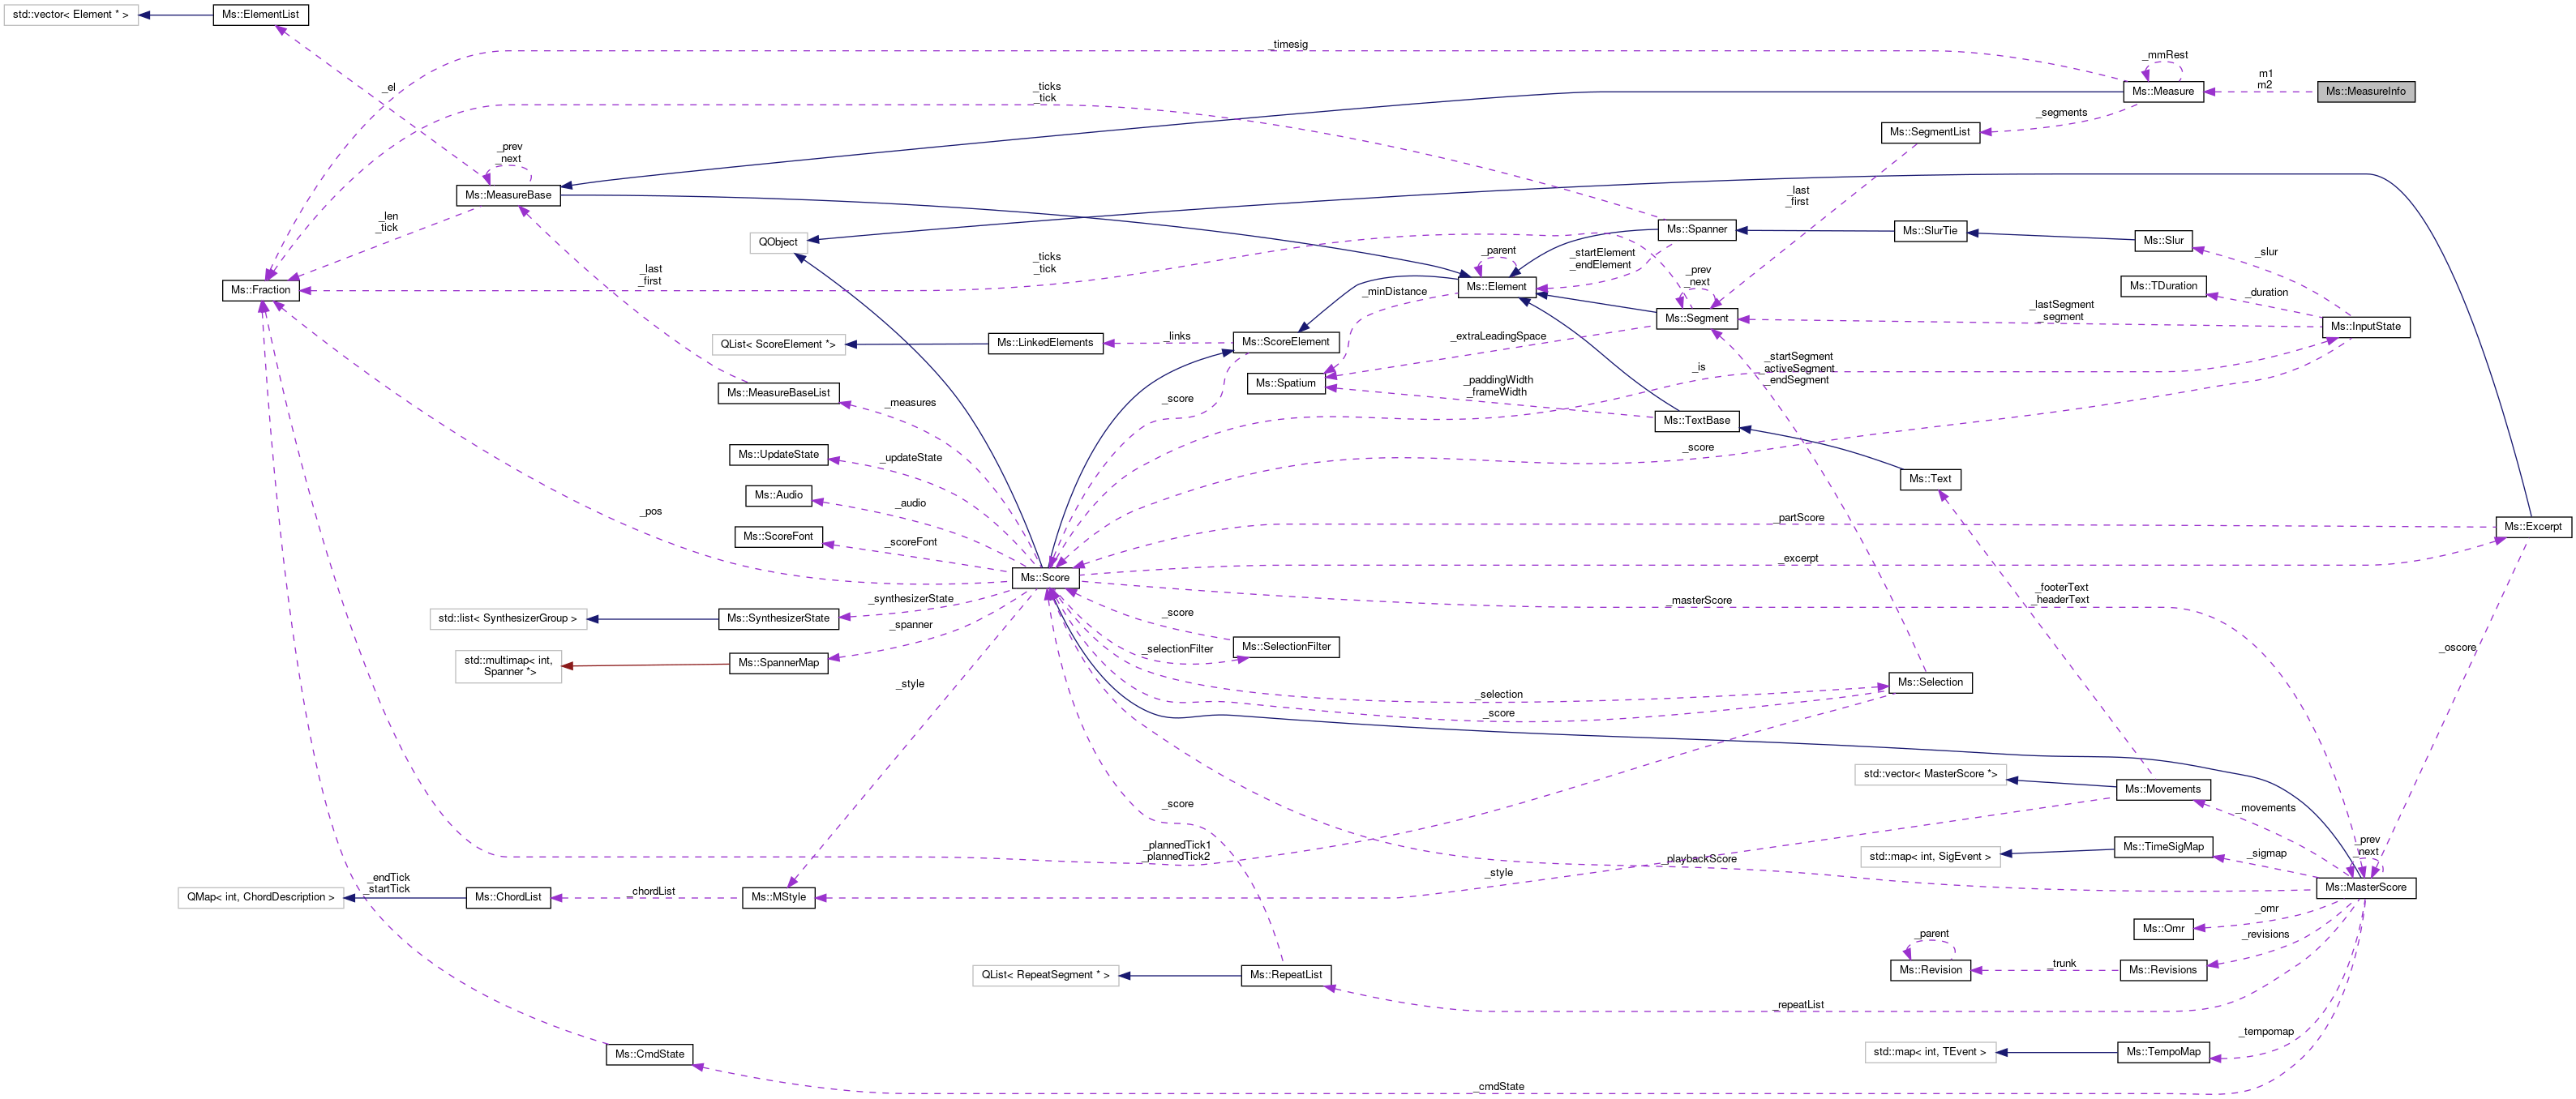 std::vector< Element * >
Ms::ElementList
_timesig
_mmRest
m1
m2
Ms::Measure
Ms::MeasureInfo
_el
_ticks
_tick
_segments
Ms::SegmentList
_prev
_next
Ms::MeasureBase
_last
_first
_len
_tick
QObject
Ms::Spanner
Ms::SlurTie
Ms::Slur
_parent
_startElement
_endElement
_slur
_last
_first
_ticks
_tick
_prev
_next
Ms::Fraction
Ms::Element
Ms::TDuration
_duration
_minDistance
_lastSegment
_segment
Ms::Segment
Ms::InputState
QList< ScoreElement *>
Ms::LinkedElements
_links
Ms::ScoreElement
_extraLeadingSpace
_startSegment
_activeSegment
_endSegment
_is
Ms::Spatium
_paddingWidth
_frameWidth
Ms::MeasureBaseList
_measures
_score
Ms::TextBase
Ms::UpdateState
_updateState
_score
Ms::Text
Ms::Audio
_audio
_pos
_partScore
Ms::Excerpt
Ms::ScoreFont
_scoreFont
_excerpt
Ms::Score
_footerText
_headerText
_synthesizerState
_masterScore
std::list< SynthesizerGroup >
Ms::SynthesizerState
_score
_spanner
_selectionFilter
Ms::SelectionFilter
_oscore
std::multimap< int,
Spanner *>
Ms::SpannerMap
_style
Ms::Selection
_selection
_score
std::vector< MasterScore *>
Ms::Movements
_score
_movements
_plannedTick1
_plannedTick2
_playbackScore
std::map< int, SigEvent >
Ms::TimeSigMap
_sigmap
_prev
_next
_endTick
_startTick
_style
Ms::MasterScore
QMap< int, ChordDescription >
Ms::ChordList
_chordList
Ms::MStyle
_omr
Ms::Omr
_parent
_revisions
QList< RepeatSegment * >
Ms::RepeatList
Ms::Revision
_trunk
Ms::Revisions
_repeatList
_tempomap
Ms::CmdState
std::map< int, TEvent >
Ms::TempoMap
_cmdState